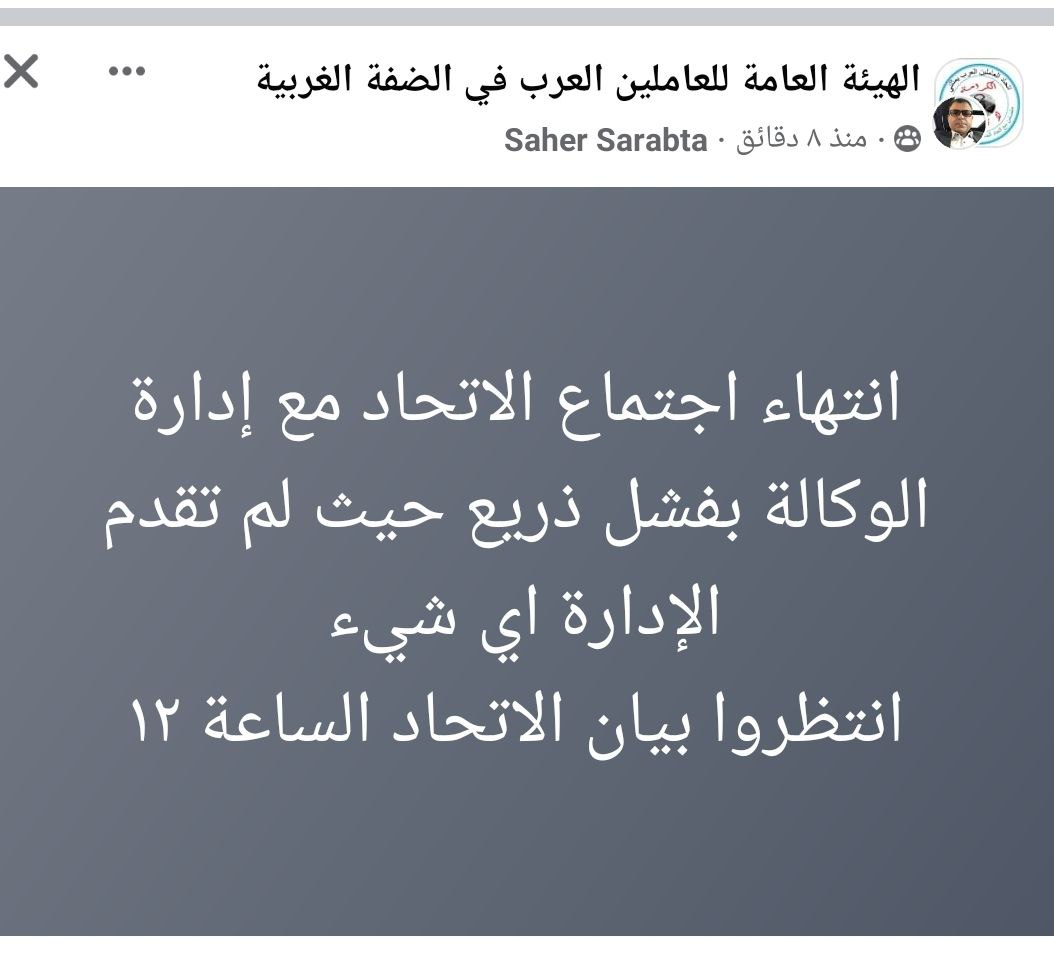 الهيئة العامة للعاملين العرب في الضفة الغربية
Saher Sarabta · منذ ٨ دقائق ·
انتهاء اجتماع الاتحاد مع إدارة
الوكالة بفشل ذريع حيث لم تقدم
الإدارة اي شيء
انتظروا بيان الاتحاد الساعة ١٢